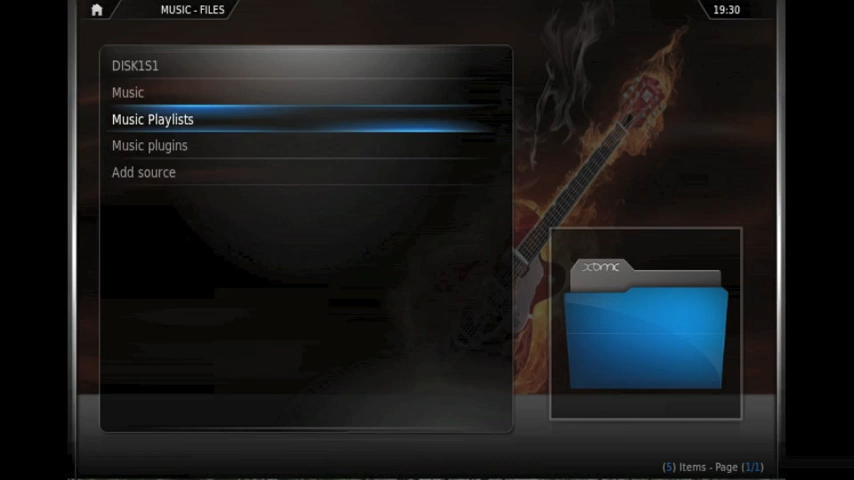 MUSIC - FILES
19:30
DISK1S1
Music
Music Playlists
Music plugins
Add source
xbmc
(5) Items - Page (1/1)